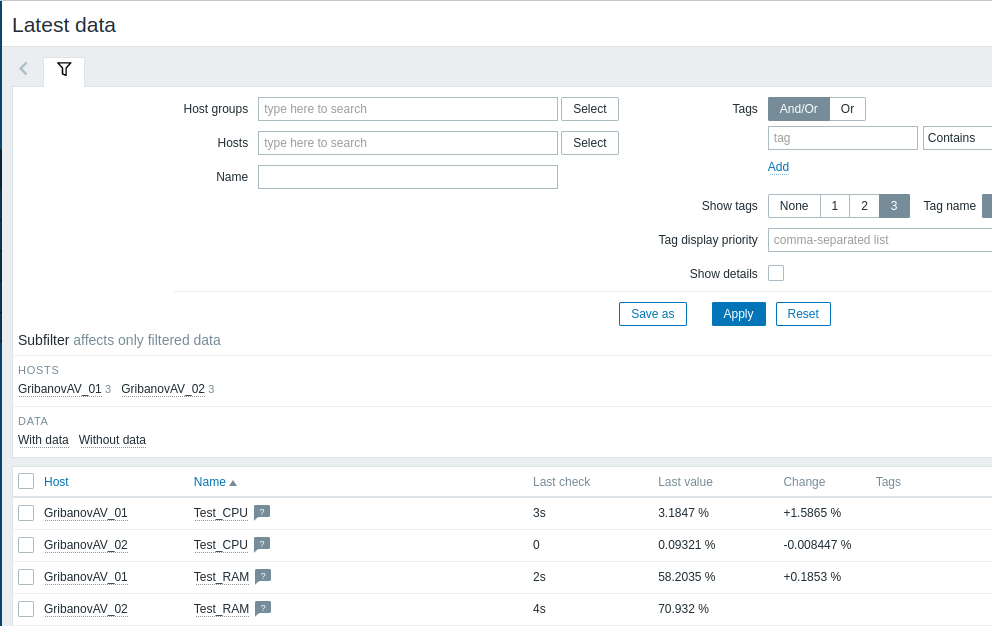 Latest data
Host groups type here to search Select Tags And/Or Or
tag Contains
Hosts type here to search Select
Add
Name
Show tags None 1 2 3 Tag name
Tag display priority comma-separated list
Show details
Save as Apply Reset
Subfilter affects only filtered data
HOSTS
GribanovAV_01 3 GribanovAV_02 3
DATA
With data Without data
Host Name Last check Last value Change Tags
GribanovAV_01 Test_CPU ? 3s 3.1847 % +1.5865 %
GribanovAV_02 Test_CPU ? 0 0.09321 % -0.008447 %
GribanovAV_01 Test_RAM ? 2s 58.2035 % +0.1853 %
GribanovAV_02 Test_RAM ? 4s 70.932 %